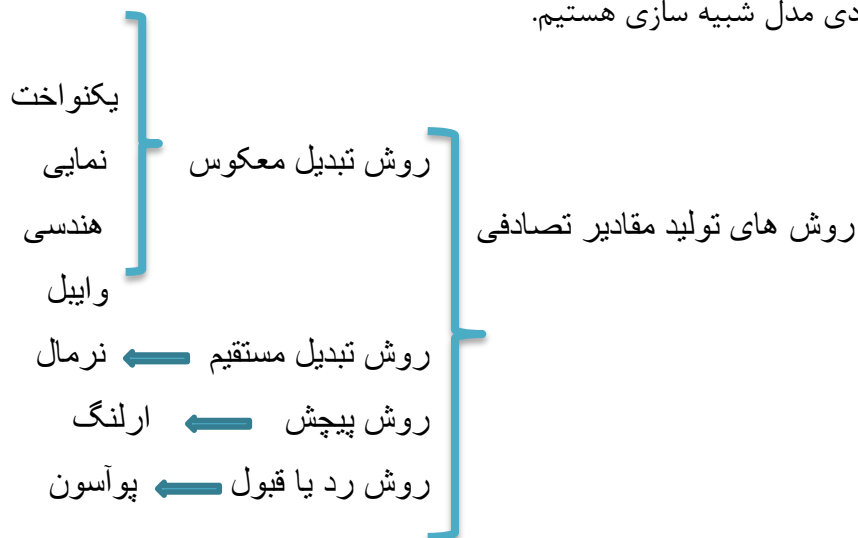 دی مدل شبیه سازی هستیم.
روش های تولید مقادیر تصادفی
روش تبدیل معکوس
یکنواخت
نمایی
هندسی
وایبل
روش تبدیل مستقیم نرمال
روش پیچش ارلنگ
روش رد یا قبول پوآسون